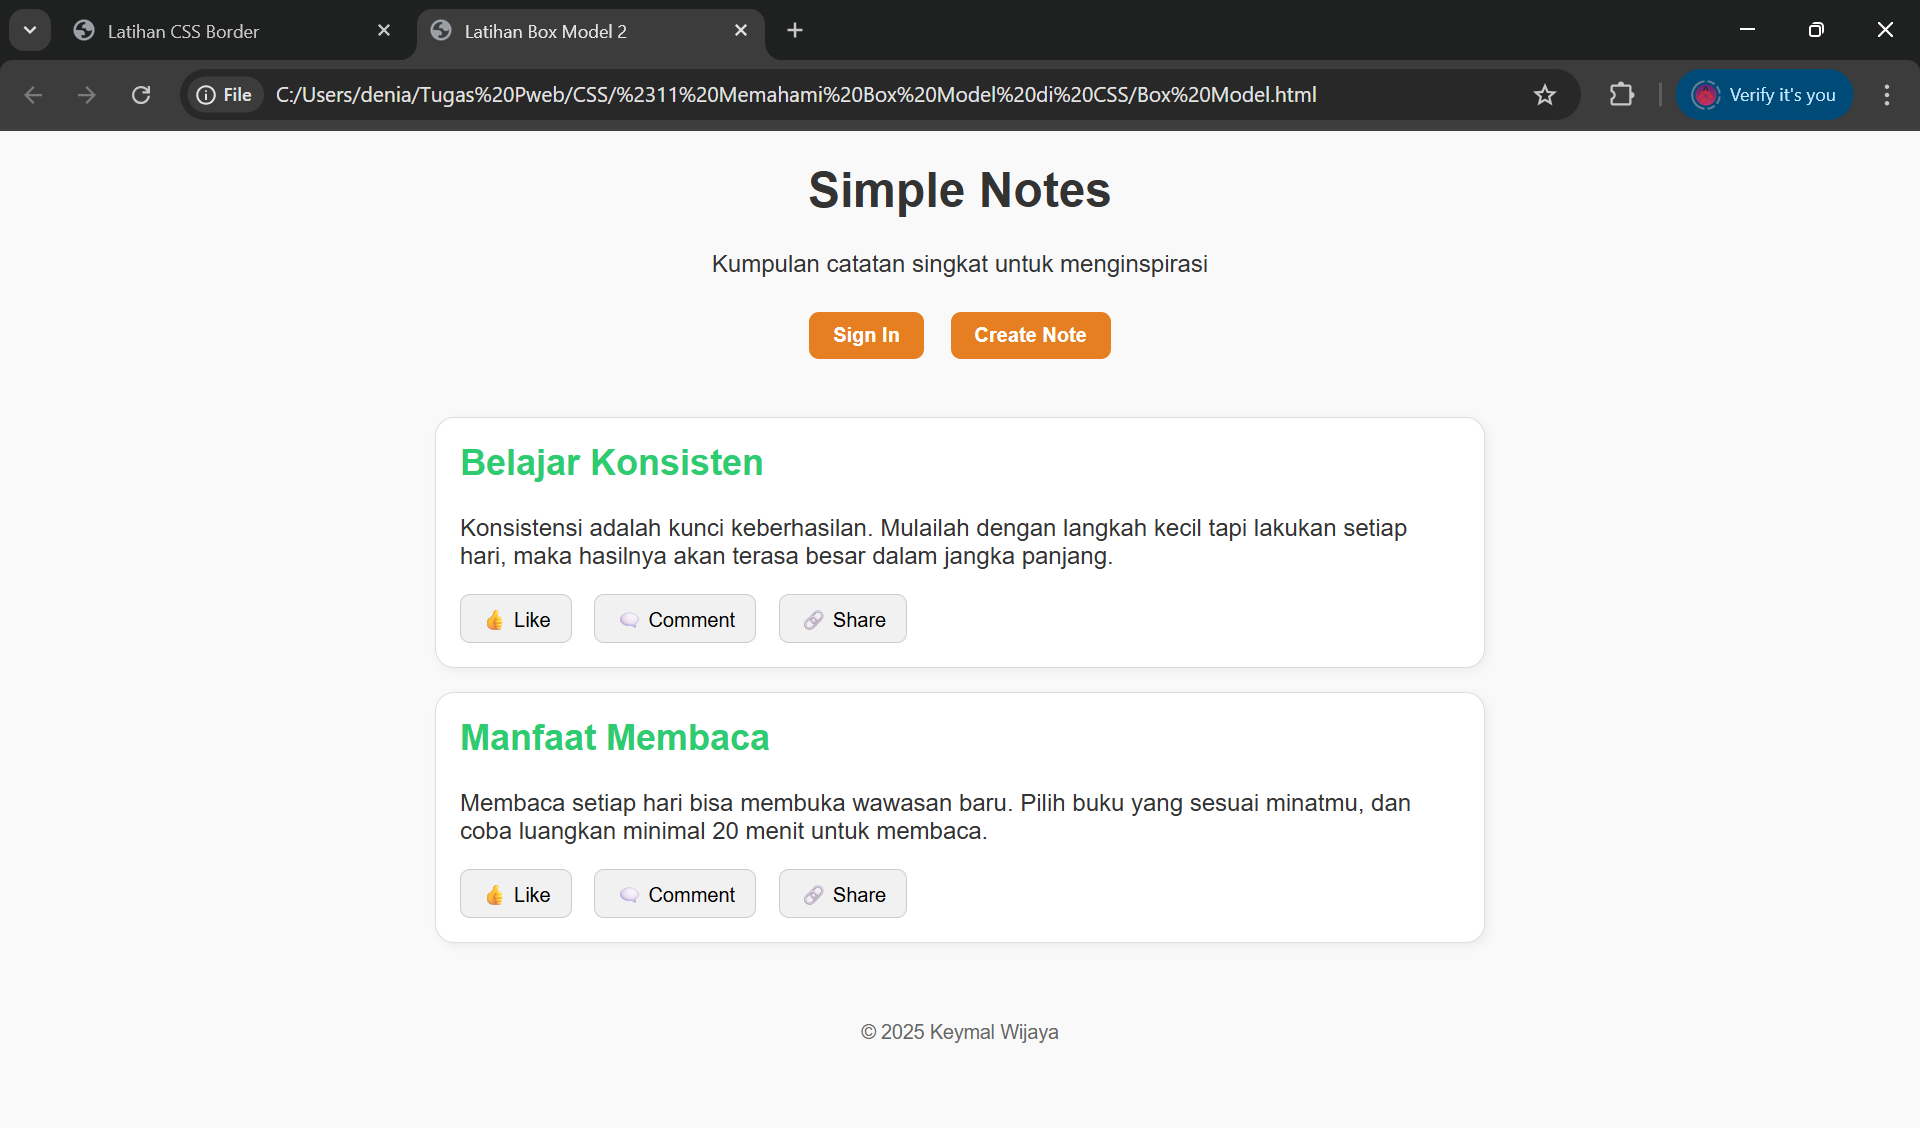 Latihan CSS Border
Latihan Box Model 2
File
C:/Users/denia/Tugas%20Pweb/CSS/%2311%20Memahami%20Box%20Model%20di%20CSS/Box%20Model.html
Verify it's you
Simple Notes
Kumpulan catatan singkat untuk menginspirasi
Sign In
Create Note
Belajar Konsisten
Konsistensi adalah kunci keberhasilan. Mulailah dengan langkah kecil tapi lakukan setiap
hari, maka hasilnya akan terasa besar dalam jangka panjang.
👍 Like
🗨️ Comment
🔗 Share
Manfaat Membaca
Membaca setiap hari bisa membuka wawasan baru. Pilih buku yang sesuai minatmu, dan
coba luangkan minimal 20 menit untuk membaca.
👍 Like
🗨️ Comment
🔗 Share
© 2025 Keymal Wijaya